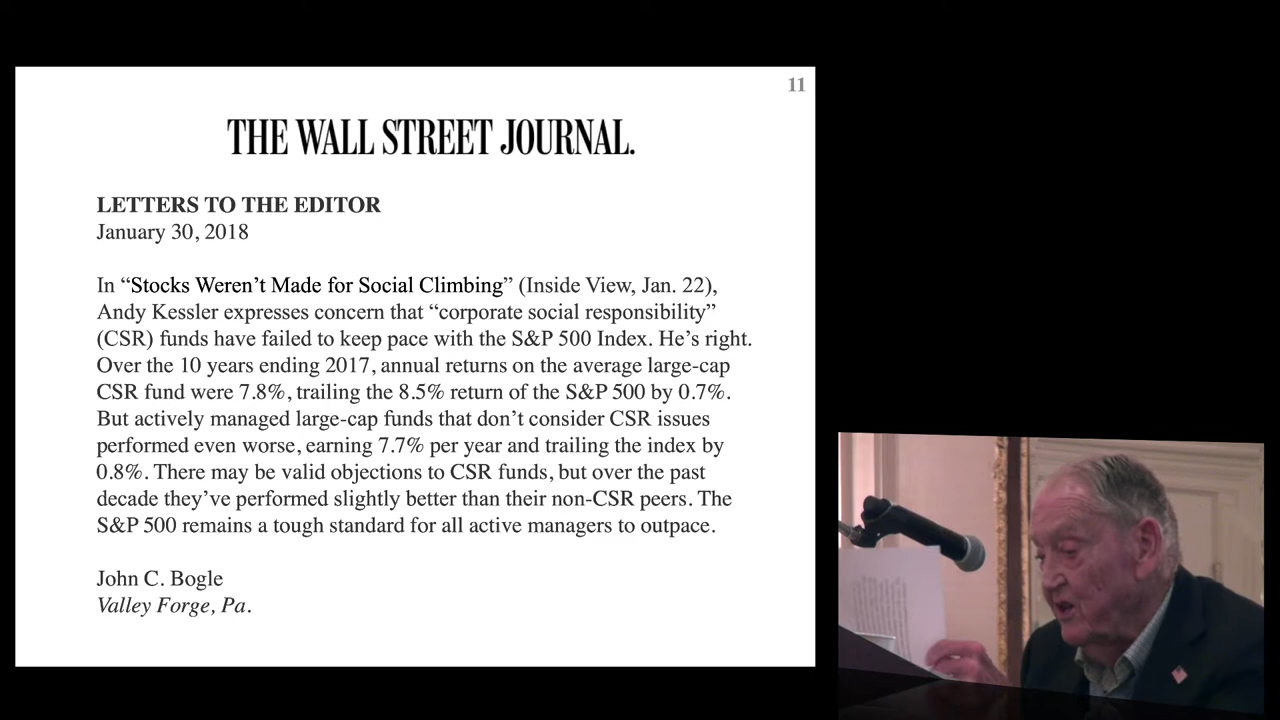 11
THE WALL STREET JOURNAL.
LETTERS TO THE EDITOR
January 30, 2018
In “Stocks Weren’t Made for Social Climbing” (Inside View, Jan. 22),
Andy Kessler expresses concern that “corporate social responsibility”
(CSR) funds have failed to keep pace with the S&P 500 Index. He’s right.
Over the 10 years ending 2017, annual returns on the average large-cap
CSR fund were 7.8%, trailing the 8.5% return of the S&P 500 by 0.7%.
But actively managed large-cap funds that don’t consider CSR issues
performed even worse, earning 7.7% per year and trailing the index by
0.8%. There may be valid objections to CSR funds, but over the past
decade they’ve performed slightly better than their non-CSR peers. The
S&P 500 remains a tough standard for all active managers to outpace.
John C. Bogle
Valley Forge, Pa.